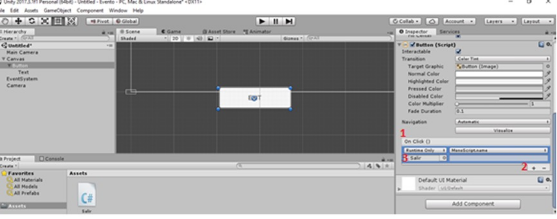 Unity 2017.3.1f1 Personal (64bit) - Untitled - Evento - PC, Mac & Linux Standalone* <DX11>
File Edit Assets GameObject Component Window Help
Pivot Global Collab Account Layers Layout
Hierarchy
Create All
Untitled*
Main Camera
Canvas
Button
Text
EventSystem
Camera
Scene Game Asset Store Animator
Shaded 2D Gizmos All
EXIT
Inspector Services
Button (Script)
Interactable
Transition Color Tint
Target Graphic Button (Image)
Normal Color
Highlighted Color
Pressed Color
Disabled Color
Color Multiplier 1
Fade Duration 0.1
Navigation Automatic
Visualize
1
On Click ()
Runtime Only MonoScript.name
3 Salir
2 + -
Default UI Material
Shader UI/Default
Add Component
Project Console
Create
Favorites
All Materials
All Models
All Prefabs
Assets
Assets
C#
Salir